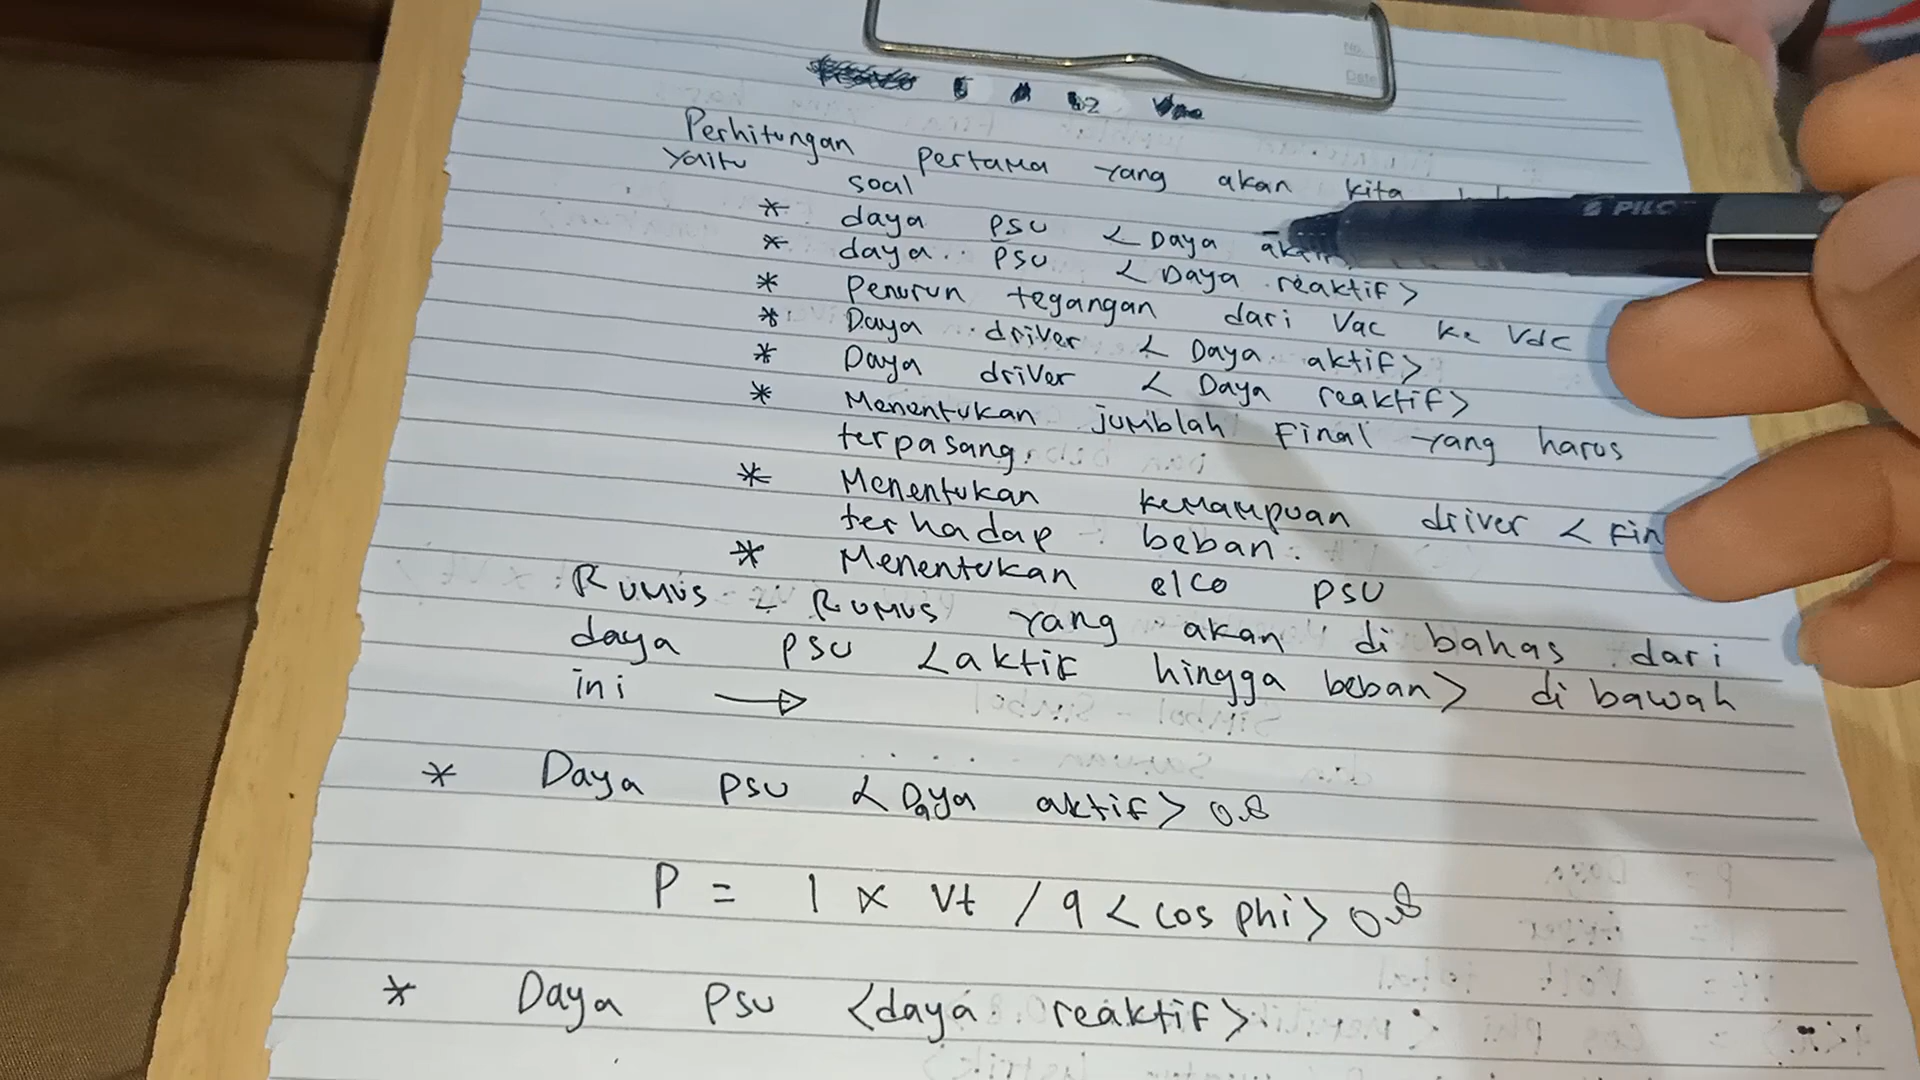 No.
Date
Perhitungan pertama yang akan kita
yaitu soal
* daya psu < Daya
* daya psu < Daya reaktif >
* Penurun tegangan dari Vac ke Vdc
* Daya driver < Daya aktif >
* Daya driver < Daya reaktif >
* Menentukan jumblah Final yang harus
terpasang.
* Menentukan kemampuan driver < Fin
terhadap beban.
* Menentukan elco psu
Rumus - Rumus yang akan di bahas dari
daya psu < aktif hingga beban > di bawah
ini →
* Daya psu < Daya aktif > 0.8
P = I x Vt / q < cos phi > 0.8
* Daya psu < daya reaktif >
PILOT